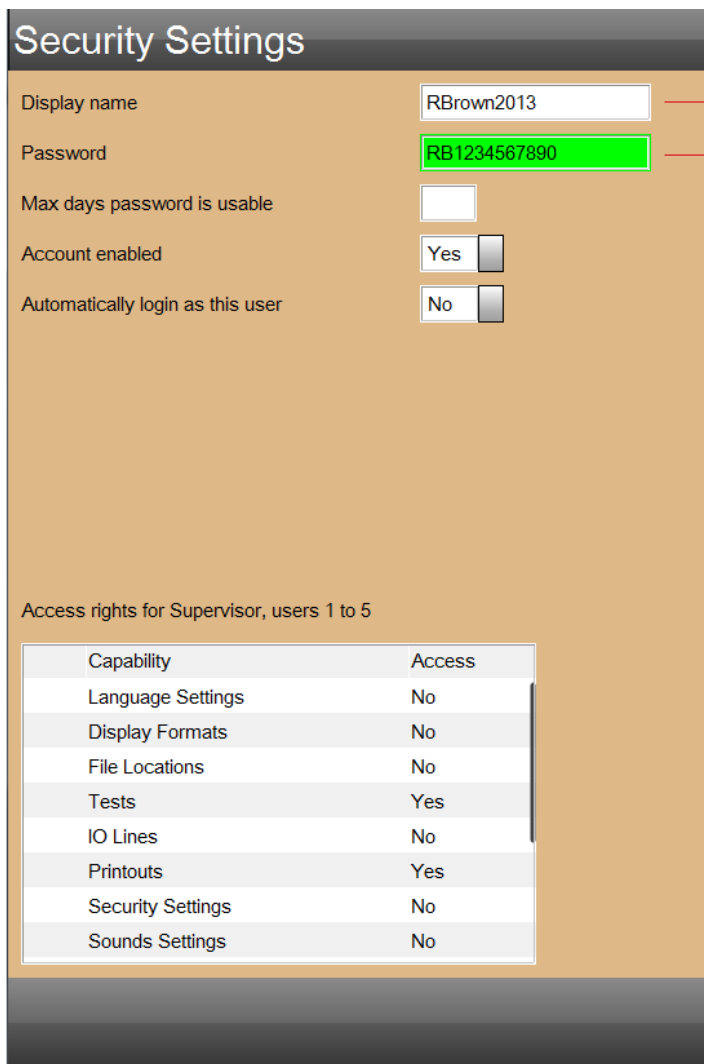 Security Settings
Display name RBrown2013
Password RB1234567890
Max days password is usable
Account enabled Yes
Automatically login as this user No
Access rights for Supervisor, users 1 to 5
Capability Access
Language Settings No
Display Formats No
File Locations No
Tests Yes
IO Lines No
Printouts Yes
Security Settings No
Sounds Settings No